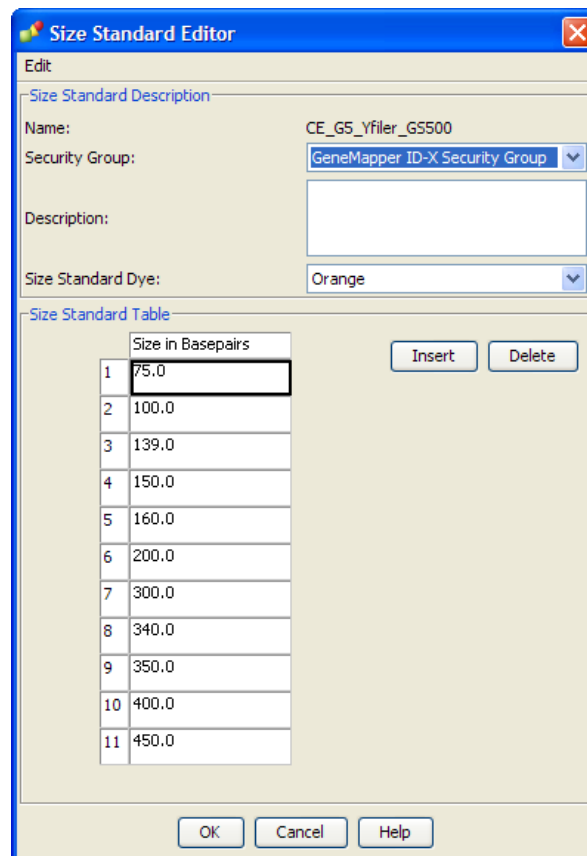 Size Standard Editor
Edit
Size Standard Description
Name: CE_G5_Yfiler_GS500
Security Group: GeneMapper ID-X Security Group
Description:
Size Standard Dye: Orange
Size Standard Table
Size in Basepairs
Insert Delete
1 75.0
2 100.0
3 139.0
4 150.0
5 160.0
6 200.0
7 300.0
8 340.0
9 350.0
10 400.0
11 450.0
OK Cancel Help